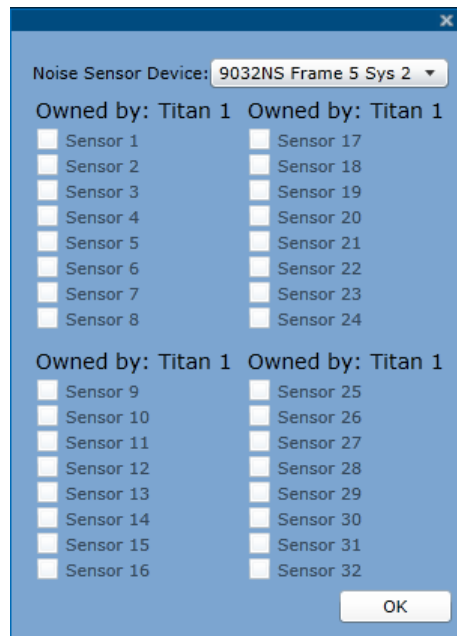 Noise Sensor Device: 9032NS Frame 5 Sys 2
Owned by: Titan 1
Sensor 1
Sensor 2
Sensor 3
Sensor 4
Sensor 5
Sensor 6
Sensor 7
Sensor 8
Owned by: Titan 1
Sensor 17
Sensor 18
Sensor 19
Sensor 20
Sensor 21
Sensor 22
Sensor 23
Sensor 24
Owned by: Titan 1
Sensor 9
Sensor 10
Sensor 11
Sensor 12
Sensor 13
Sensor 14
Sensor 15
Sensor 16
Owned by: Titan 1
Sensor 25
Sensor 26
Sensor 27
Sensor 28
Sensor 29
Sensor 30
Sensor 31
Sensor 32
OK